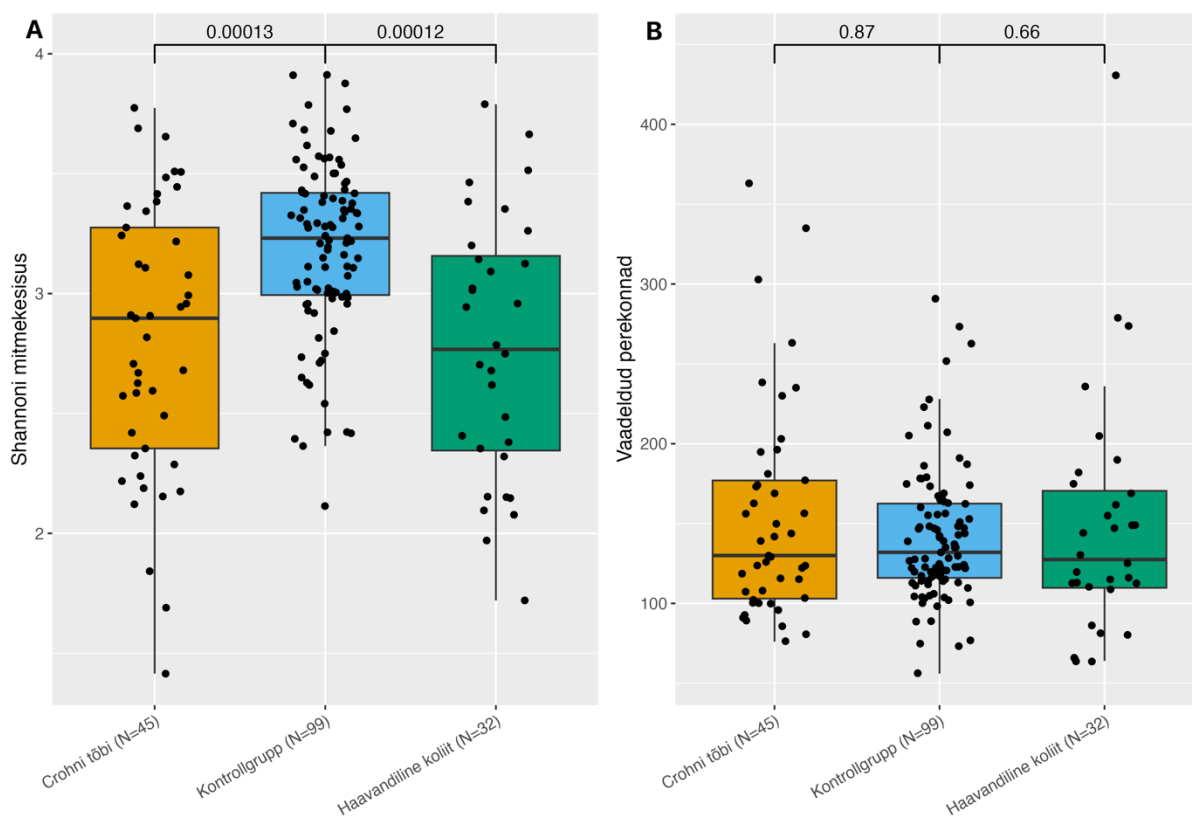 A
0.00013
0.00012
4
3
2
Shannoni mitmekesisus
Crohni tõbi (N=45)
Kontrollgrupp (N=99)
Haavandiline koliit (N=32)
B
0.87
0.66
400
300
200
100
Vaadeldud perekonnad
Crohni tõbi (N=45)
Kontrollgrupp (N=99)
Haavandiline koliit (N=32)